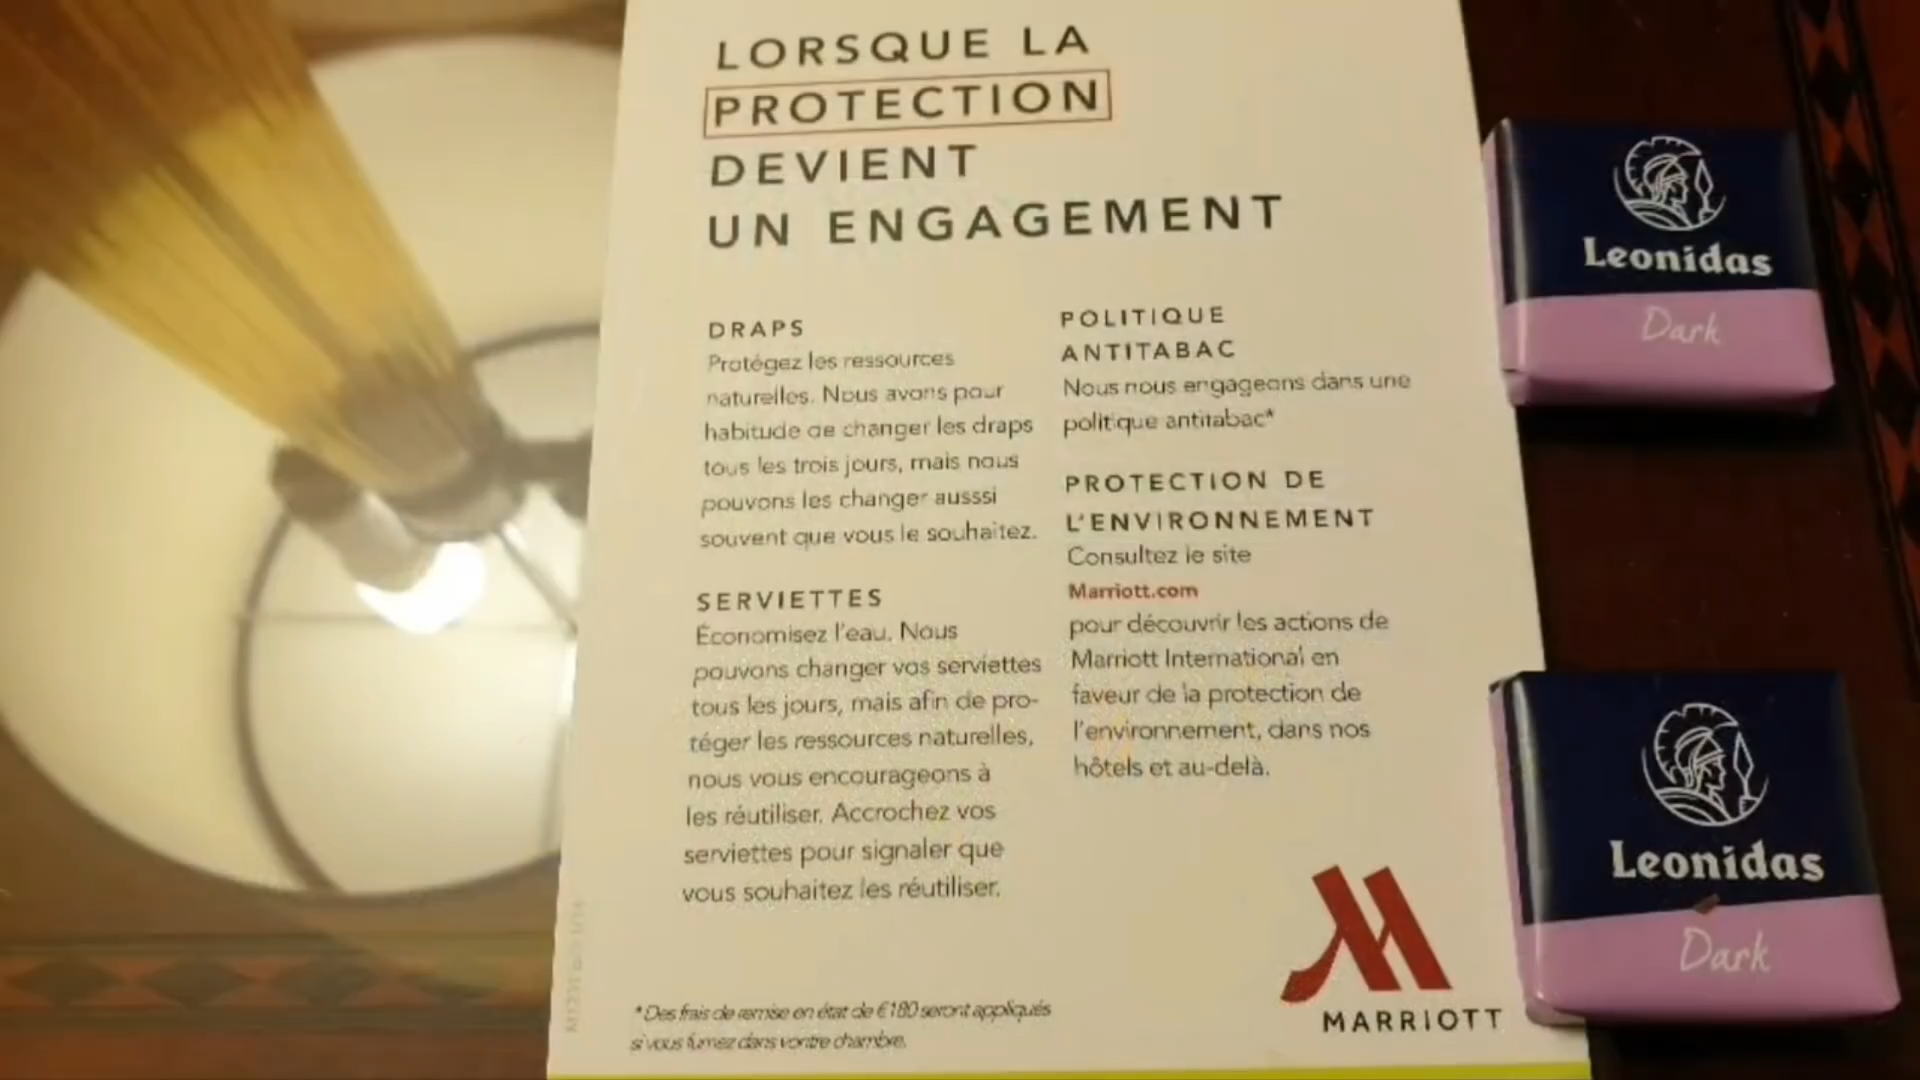 LORSQUE LA
PROTECTION
DEVIENT
UN ENGAGEMENT
DRAPS
Protégez les ressources
naturelles. Nous avons pour
habitude de changer les draps
tous les trois jours, mais nous
pouvons les changer ausssi
souvent que vous le souhaitez.
SERVIETTES
Économisez l'eau. Nous
pouvons changer vos serviettes
tous les jours, mais afin de pro-
téger les ressources naturelles,
nous vous encourageons à
les réutiliser. Accrochez vos
serviettes pour signaler que
vous souhaitez les réutiliser.
POLITIQUE
ANTITABAC
Nous nous engageons dans une
politique antitabac*
PROTECTION DE
L'ENVIRONNEMENT
Consultez le site
Marriott.com
pour découvrir les actions de
Marriott International en
faveur de la protection de
l'environnement, dans nos
hôtels et au-delà.
* Des frais de remise en état de €180 seront appliqués
si vous fumez dans vontre chambre.
MARRIOTT
Leonidas
Dark
Leonidas
Dark